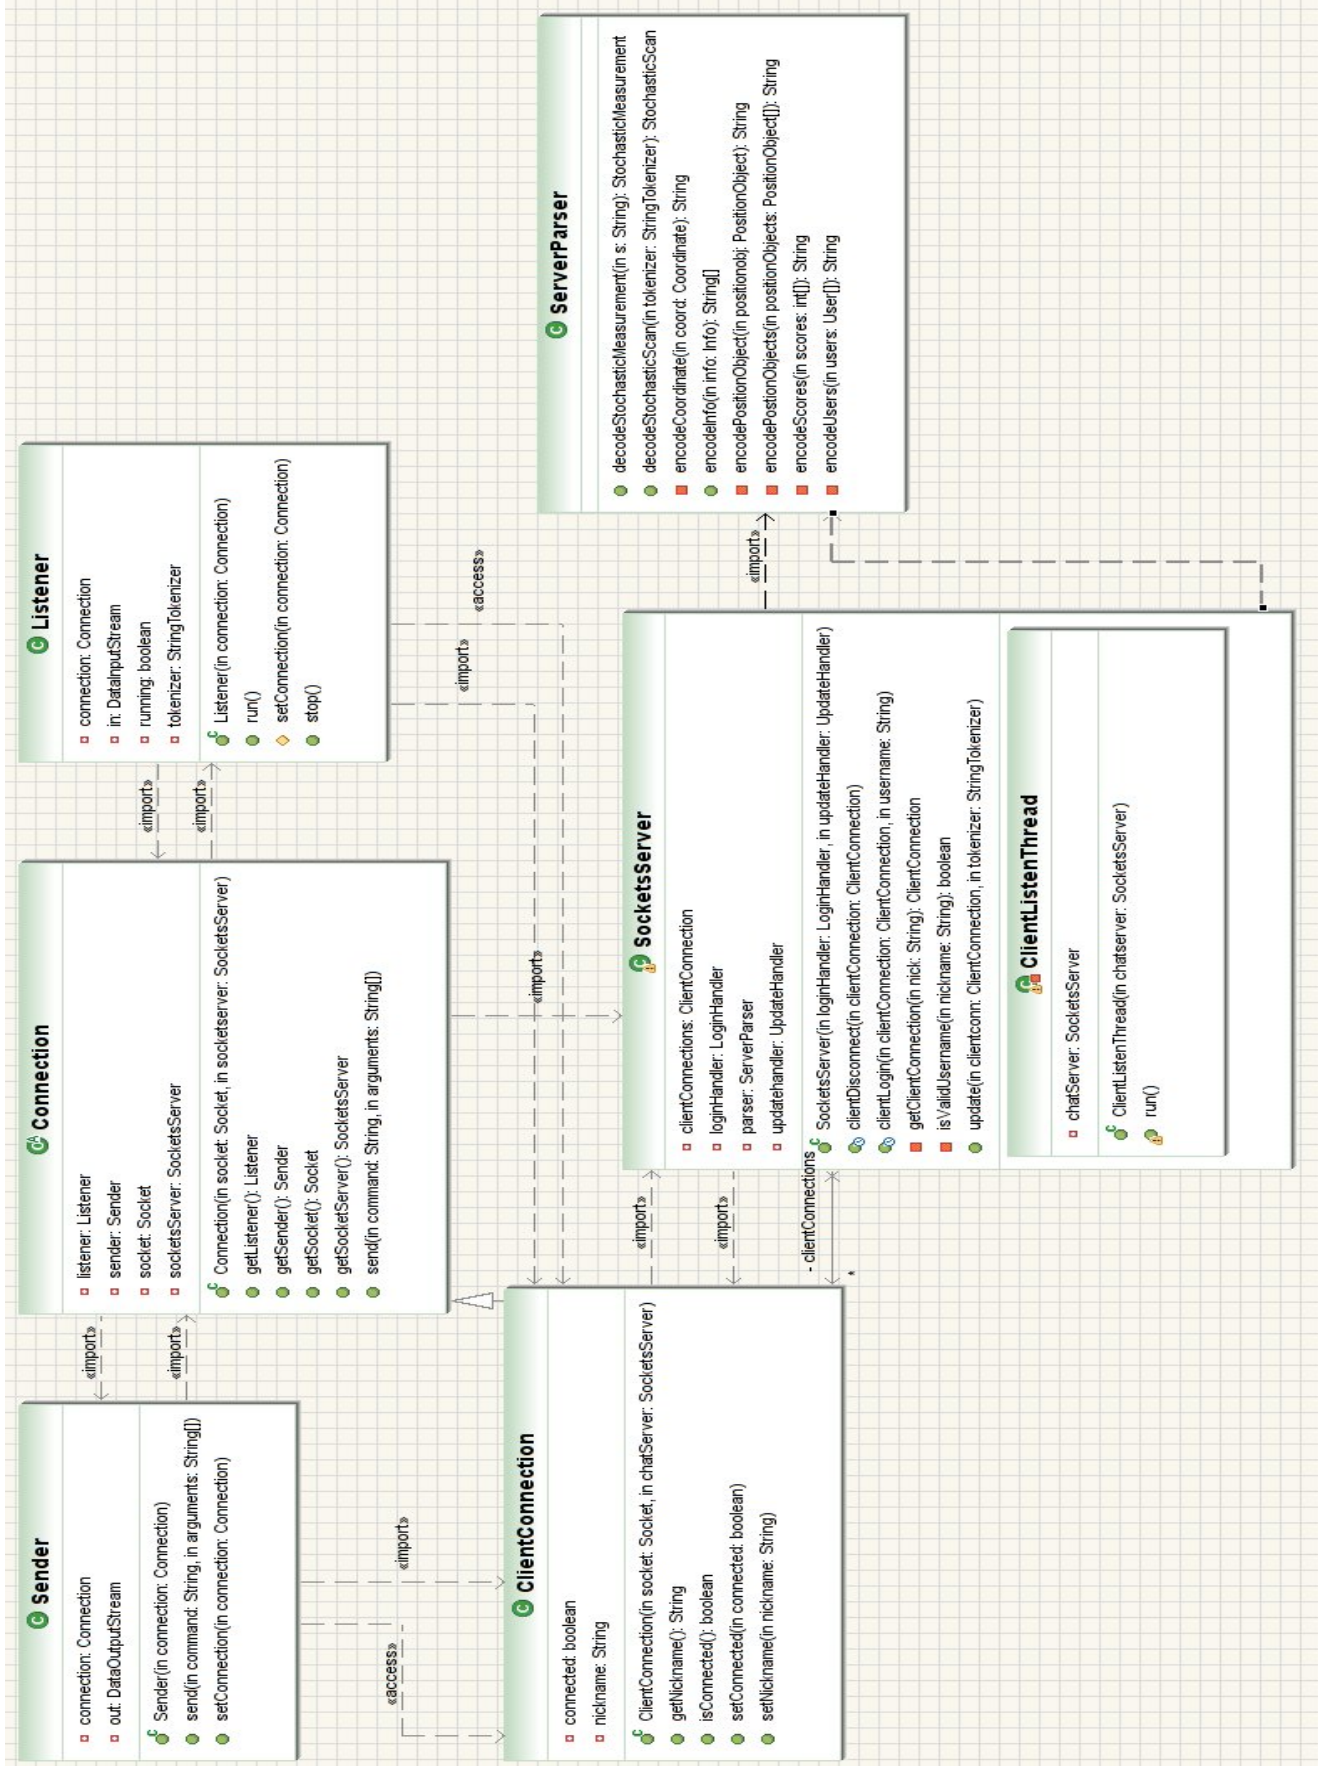 Sender
connection: Connection
out: DataOutputStream
Sender(in connection: Connection)
send(in command: String, in arguments: String[])
setConnection(in connection: Connection)
«import»
«import»
Connection
listener: Listener
sender: Sender
socket: Socket
socketsServer: SocketsServer
Connection(in socket: Socket, in socketserver: SocketsServer)
getListener(): Listener
getSender(): Sender
getSocket(): Socket
getSocketServer(): SocketsServer
send(in command: String, in arguments: String[])
«import»
«import»
Listener
connection: Connection
in: DataInputStream
running: boolean
tokenizer: StringTokenizer
Listener(in connection: Connection)
run()
setConnection(in connection: Connection)
stop()
«access»
«import»
«import»
«import»
«access»
ClientConnection
connected: boolean
nickname: String
ClientConnection(in socket: Socket, in chatServer: SocketsServer)
getNickname(): String
isConnected(): boolean
setConnected(in connected: boolean)
setNickname(in nickname: String)
«import»
«import»
- clientConnections
*
SocketsServer
clientConnections: ClientConnection
loginHandler: LoginHandler
parser: ServerParser
updatehandler: UpdateHandler
SocketsServer(in loginHandler: LoginHandler, in updateHandler: UpdateHandler)
clientDisconnect(in clientConnection: ClientConnection)
clientLogin(in clientConnection: ClientConnection, in username: String)
getClientConnection(in nick: String): ClientConnection
isValidUsername(in nickname: String): boolean
update(in clientconn: ClientConnection, in tokenizer: StringTokenizer)
ClientListenThread
chatServer: SocketsServer
ClientListenThread(in chatserver: SocketsServer)
run()
«import»
ServerParser
decodeStochasticMeasurement(in s: String): StochasticMeasurement
decodeStochasticScan(in tokenizer: StringTokenizer): StochasticScan
encodeCoordinate(in coord: Coordinate): String
encodeInfo(in info: Info): String[]
encodePositionObject(in positionobj: PositionObject): String
encodePostionObjects(in positionObjects: PositionObject[]): String
encodeScores(in scores: int[]): String
encodeUsers(in users: User[]): String